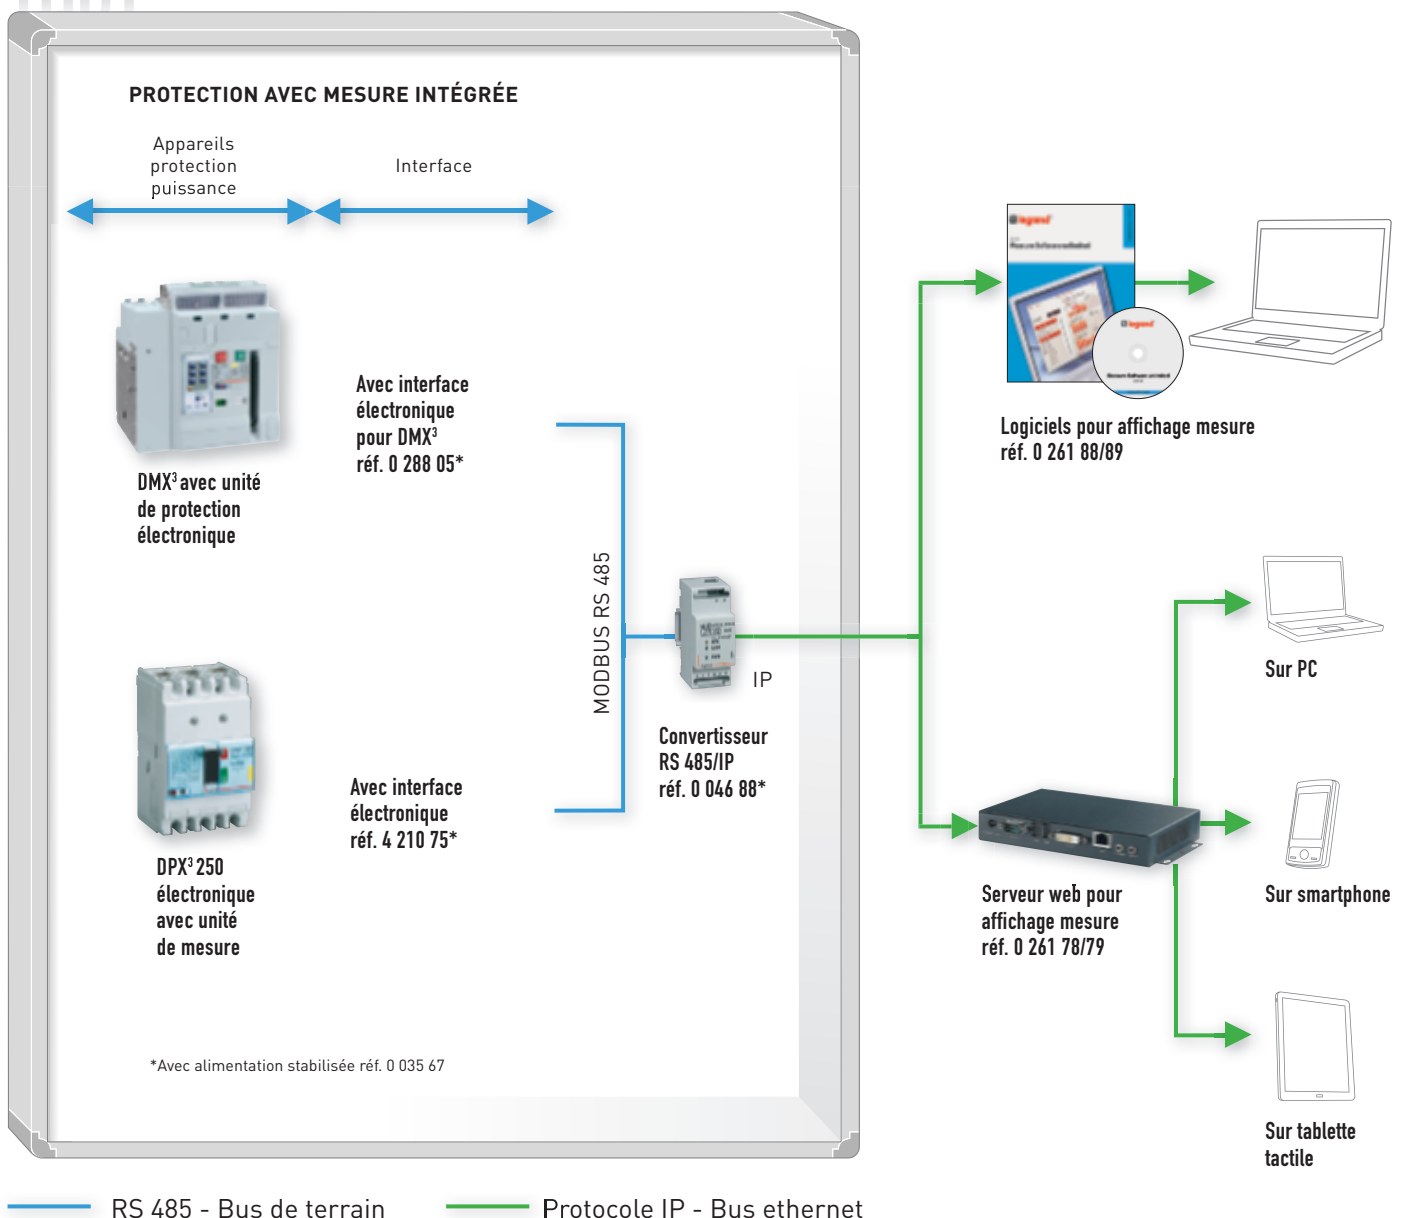 PROTECTION AVEC MESURE INTÉGRÉE
Appareils
protection
puissance
Interface
DMX³ avec unité
de protection
électronique
Avec interface
électronique
pour DMX³
réf. 0 288 05*
DPX³ 250
électronique
avec unité
de mesure
Avec interface
électronique
réf. 4 210 75*
MODBUS RS 485
IP
Convertisseur
RS 485/IP
réf. 0 046 88*
*Avec alimentation stabilisée réf. 0 035 67
legand
legand
Logiciels pour affichage mesure
réf. 0 261 88/89
Serveur web pour
affichage mesure
réf. 0 261 78/79
Sur PC
Sur smartphone
Sur tablette
tactile
RS 485 - Bus de terrain
Protocole IP - Bus ethernet